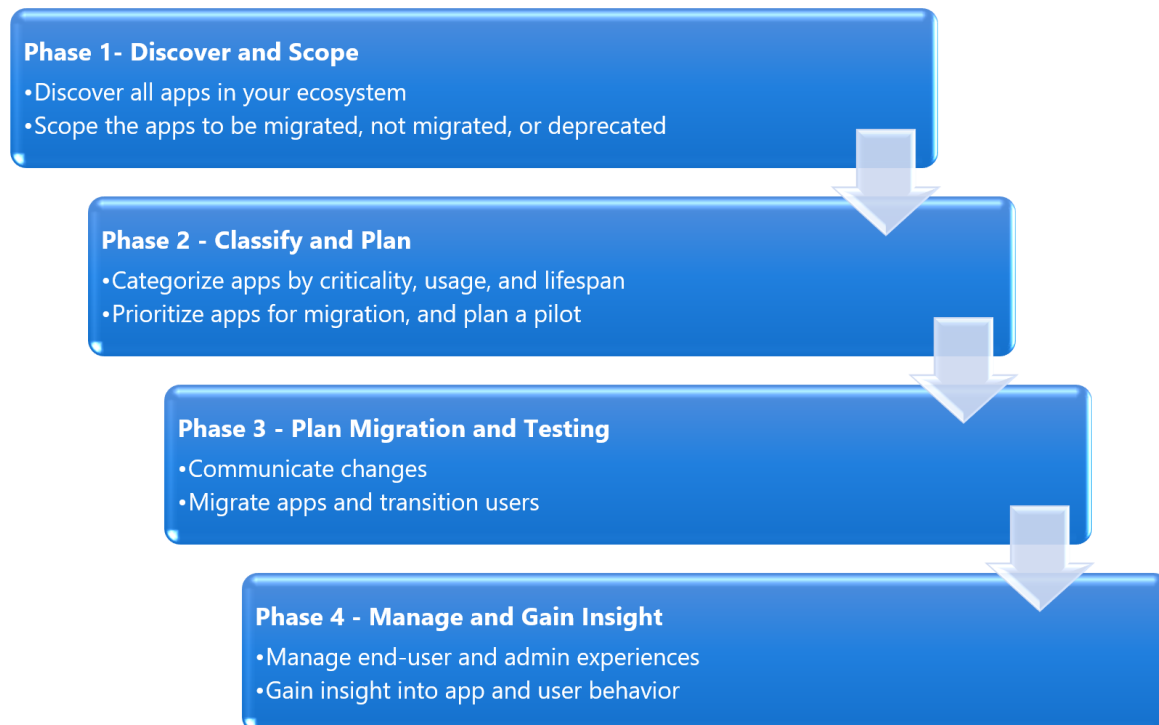 Phase 1- Discover and Scope
•Discover all apps in your ecosystem
•Scope the apps to be migrated, not migrated, or deprecated
Phase 2 - Classify and Plan
•Categorize apps by criticality, usage, and lifespan
•Prioritize apps for migration, and plan a pilot
Phase 3 - Plan Migration and Testing
•Communicate changes
•Migrate apps and transition users
Phase 4 - Manage and Gain Insight
•Manage end-user and admin experiences
•Gain insight into app and user behavior